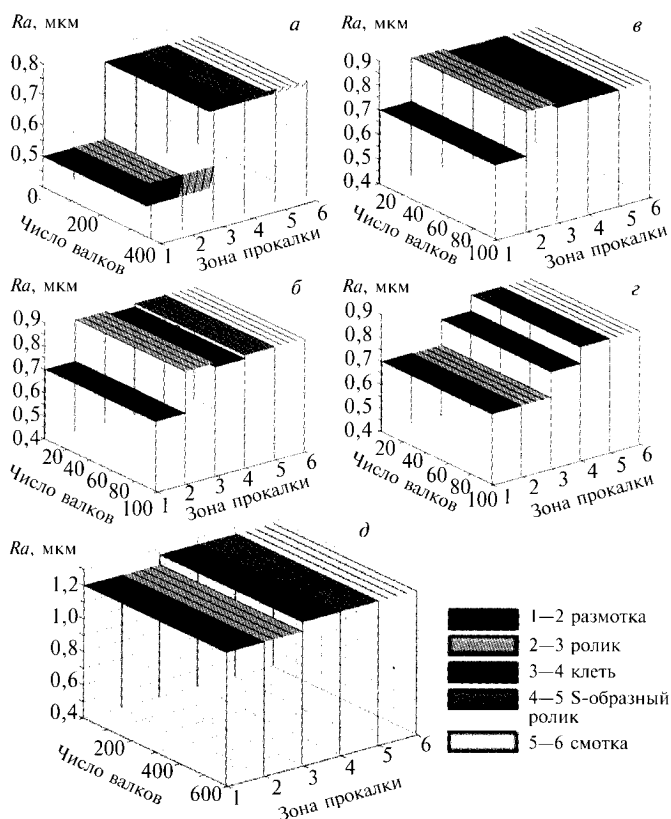 Ra, мкм
а
0,8
0,7
0,6
0,5
0
200
400
Число валков
1 2 3 4 5 6
Зона прокалки
Ra, мкм
в
0,9
0,8
0,7
0,6
0,5
0,4
20
40
60
80
100
Число валков
1 2 3 4 5 6
Зона прокалки
Ra, мкм
б
0,9
0,8
0,7
0,6
0,5
0,4
20
40
60
80
100
Число валков
1 2 3 4 5 6
Зона прокалки
Ra, мкм
г
0,9
0,8
0,7
0,6
0,5
0,4
20
40
60
80
100
Число валков
1 2 3 4 5 6
Зона прокалки
Ra, мкм
д
1,2
1,0
0,8
0,6
0,4
200
400
600
Число валков
1 2 3 4 5 6
Зона прокалки
1—2 размотка
2—3 ролик
3—4 клеть
4—5 S-образный
ролик
5—6 смотка